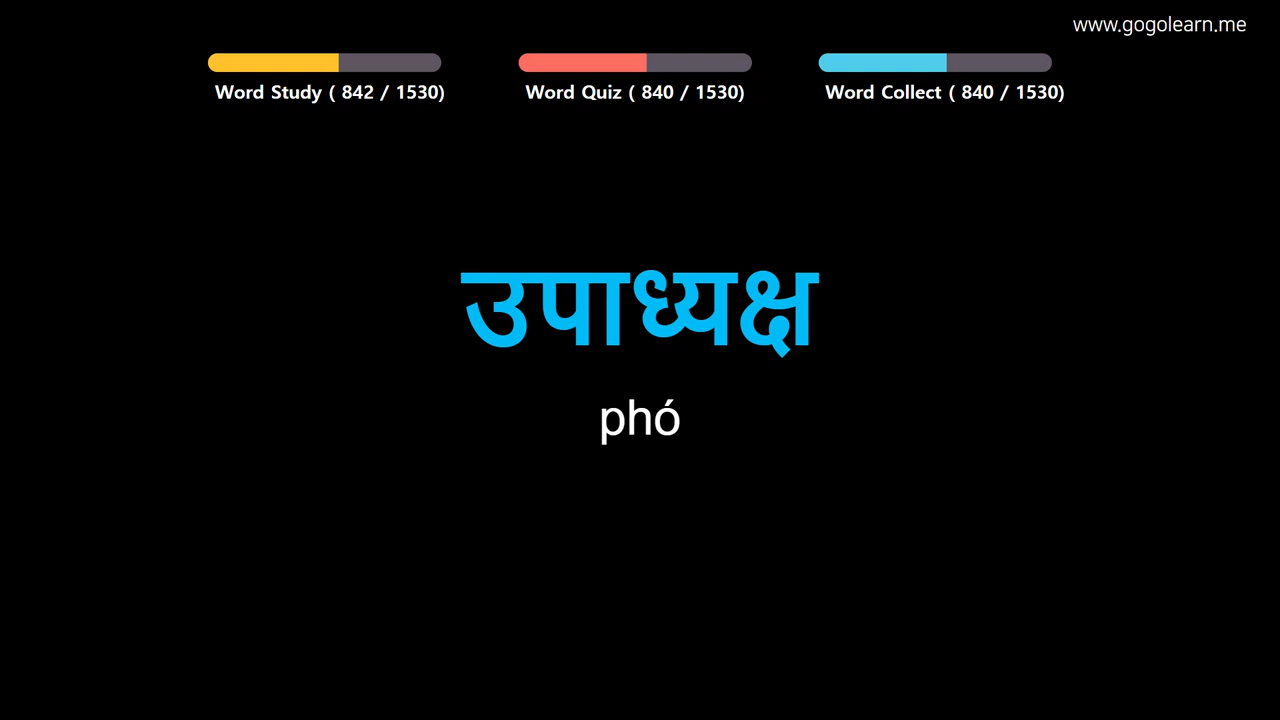 www.gogolearn.me
Word Study ( 842 / 1530)
Word Quiz ( 840 / 1530)
Word Collect ( 840 / 1530)
उपाध्यक्ष
phó